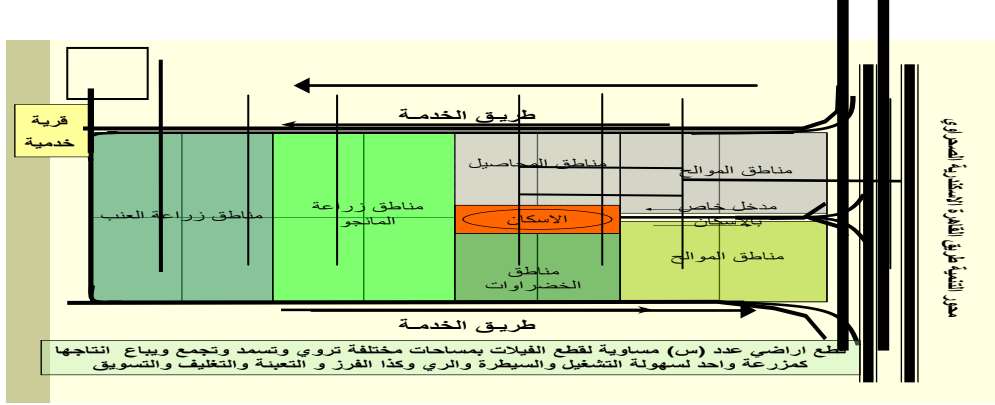 طريق الخدمة
قرية
خدمية
مناطق المحاصيل
مناطق الموالح
مناطق زراعة
المانجو
مناطق زراعة العنب
مدخل خاص
بالاسكان
الاسكان
مناطق الموالح
مناطق
الخضراوات
طريق الخدمة
محور التنمية طريق القاهرة الاسكندرية الصحراوي
قطع اراضي عدد (س) مساوية لقطع الفيلات بمساحات مختلفة تروي وتسمد وتجمع ويباع انتاجها
كمزرعة واحد لسهولة التشغيل والسيطرة والري وكذا الفرز و التعبئة والتغليف والتسويق